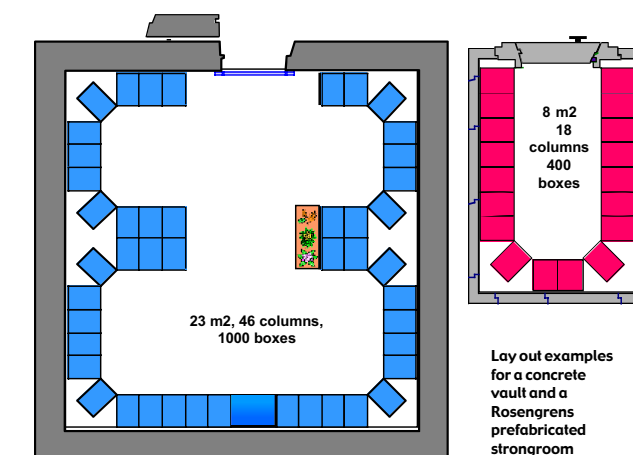 8 m2
18
columns
400
boxes
23 m2, 46 columns,
1000 boxes
Lay out examples
for a concrete
vault and a
Rosengrens
prefabricated
strongroom